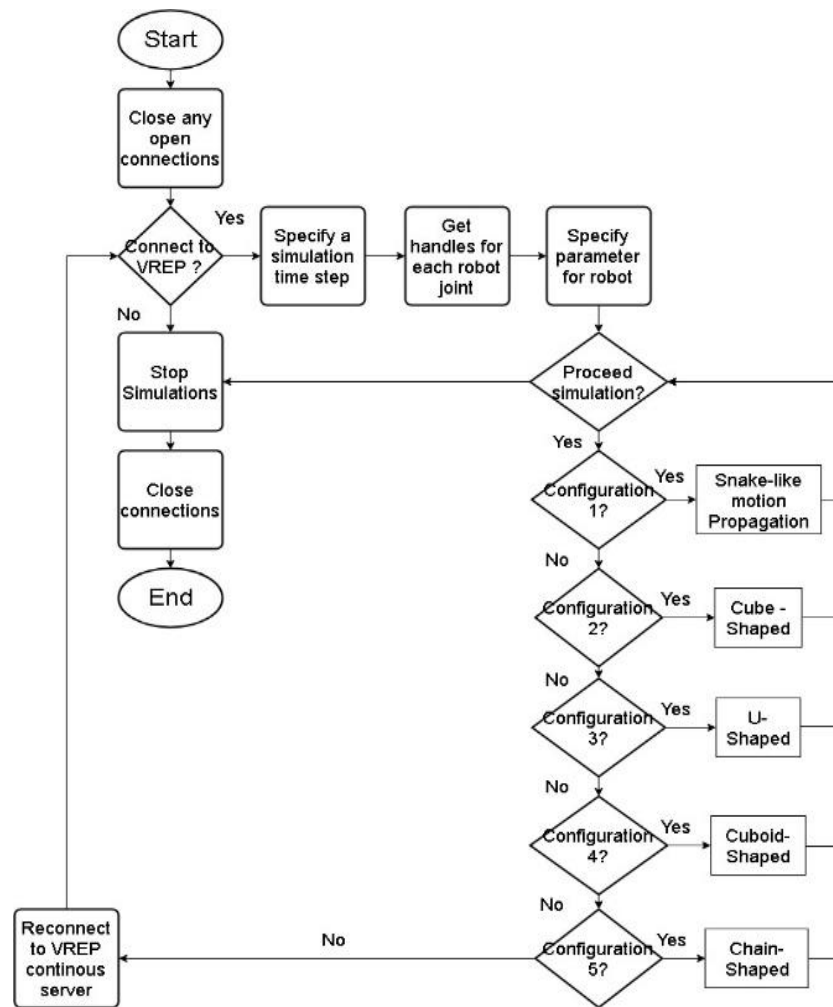 Start
Close any
open
connections
Connect to
VREP ?
Yes
Specify a
simulation
time step
Get
handles for
each robot
joint
Specify
parameter
for robot
No
Stop
Simulations
Proceed
simulation?
Close
connections
Yes
Configuration
1?
Yes
Snake-like
motion
Propagation
End
No
Configuration
2?
Yes
Cube -
Shaped
No
Configuration
3?
Yes
U-
Shaped
No
Configuration
4?
Yes
Cuboid-
Shaped
No
Configuration
5?
Yes
Chain-
Shaped
No
Reconnect
to VREP
continous
server